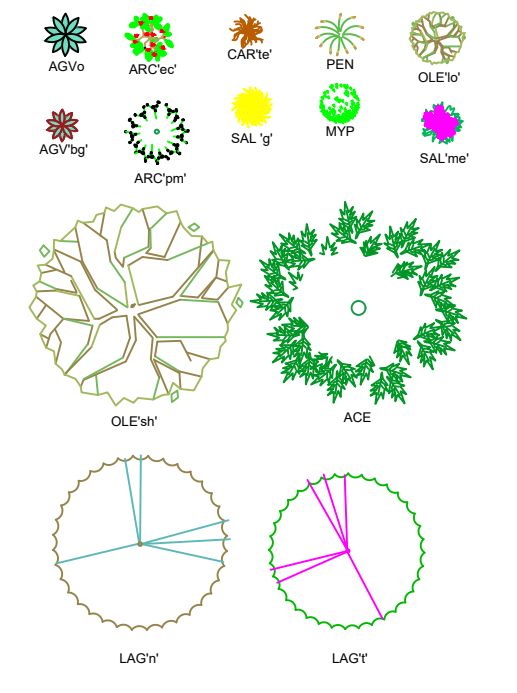 AGVo
ARC'ec'
CAR'te'
PEN
OLE'lo'
AGV'bg'
ARC'pm'
SAL 'g'
MYP
SAL'me'
OLE'sh'
ACE
LAG'n'
LAG't'